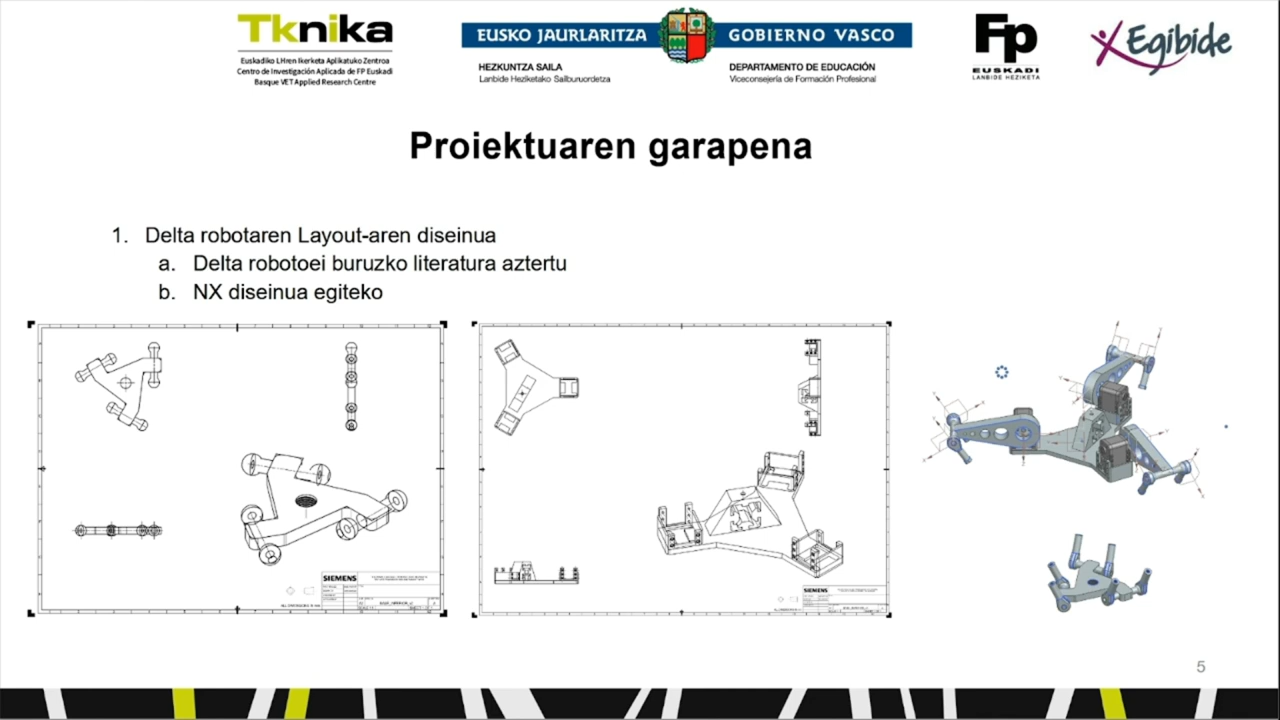 Tknika
Euskadiko LHren Ikerketa Aplikatuko Zentroa
Centro de Investigación Aplicada de FP Euskadi
Basque VET Applied Research Centre
EUSKO JAURLARITZA
GOBIERNO VASCO
HEZKUNTZA SAILA
Lanbide Heziketako Sailburuordetza
DEPARTAMENTO DE EDUCACIÓN
Viceconsejería de Formación Profesional
Fp
EUSKADI
LANBIDE HEZIKETA
Egibide
Proiektuaren garapena
1. Delta robotaren Layout-aren diseinua
a. Delta robotoei buruzko literatura aztertu
b. NX diseinua egiteko
SIEMENS
SIEMENS
5